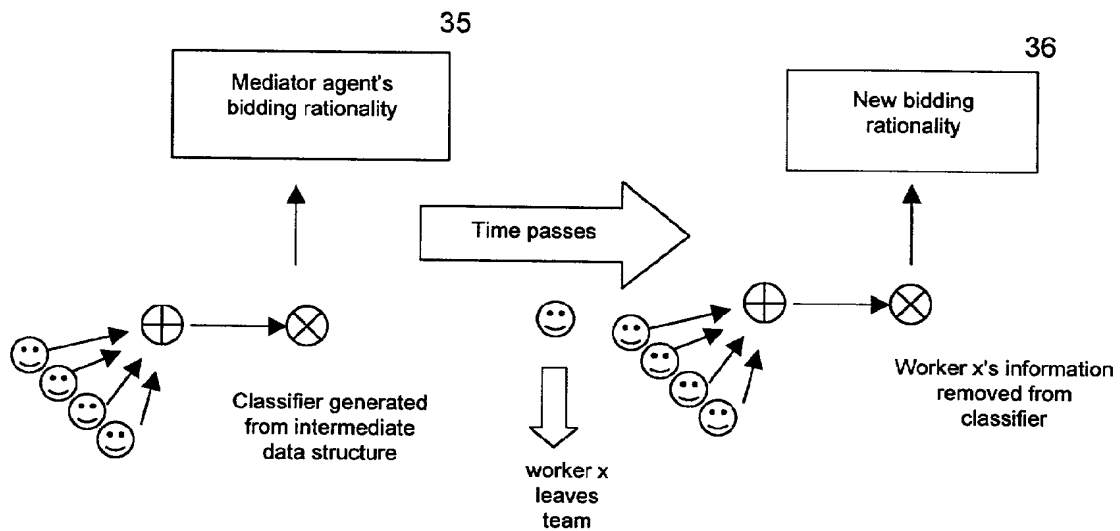 35
Mediator agent's
bidding rationality
36
New bidding
rationality
Time passes
Classifier generated
from intermediate
data structure
worker x
leaves
team
Worker x's information
removed from
classifier